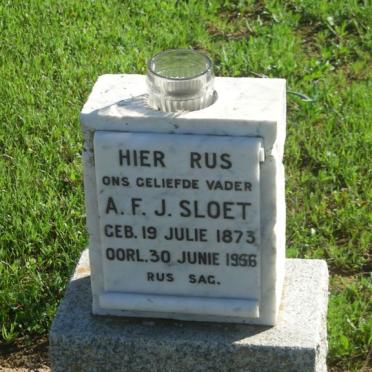 HIER RUS
ONS GELIEFDE VADER
A. F. J. SLOET
GEB. 19 JULIE 1873
OORL. 30 JUNIE 1956
RUS SAG.